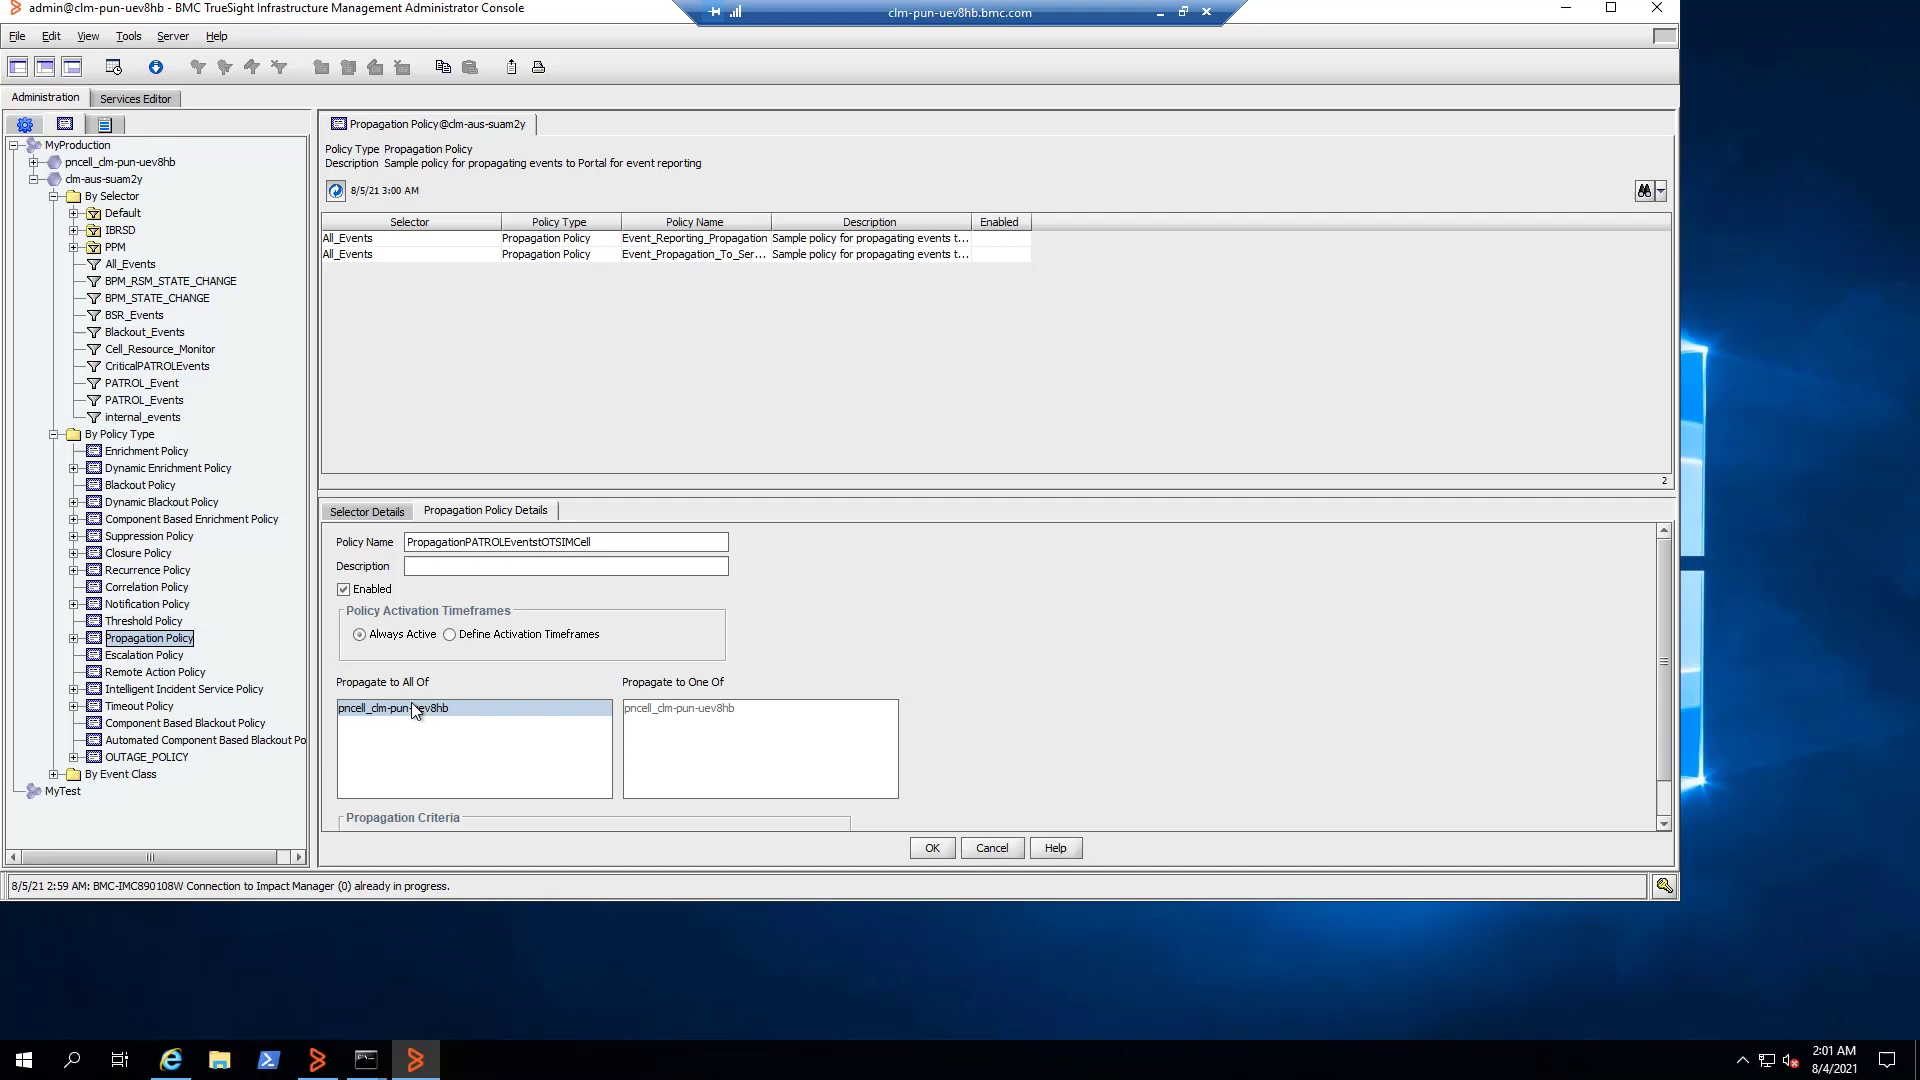 admin@clm-pun-uev8hb - BMC TrueSight Infrastructure Management Administrator Console
clm-pun-uev8hb.bmc.com
File Edit View Tools Server Help
Administration Services Editor
MyProduction
pncell_clm-pun-uev8hb
clm-aus-suam2y
By Selector
Default
IBRSD
PPM
All_Events
BPM_RSM_STATE_CHANGE
BPM_STATE_CHANGE
BSR_Events
Blackout_Events
Cell_Resource_Monitor
CriticalPATROLEvents
PATROL_Event
PATROL_Events
internal_events
By Policy Type
Enrichment Policy
Dynamic Enrichment Policy
Blackout Policy
Dynamic Blackout Policy
Component Based Enrichment Policy
Suppression Policy
Closure Policy
Recurrence Policy
Correlation Policy
Notification Policy
Threshold Policy
Propagation Policy
Escalation Policy
Remote Action Policy
Intelligent Incident Service Policy
Timeout Policy
Component Based Blackout Policy
Automated Component Based Blackout Po
OUTAGE_POLICY
By Event Class
MyTest
Propagation Policy@clm-aus-suam2y
Policy Type Propagation Policy
Description Sample policy for propagating events to Portal for event reporting
8/5/21 3:00 AM
Selector Policy Type Policy Name Description Enabled
All_Events Propagation Policy Event_Reporting_Propagation Sample policy for propagating events t...
All_Events Propagation Policy Event_Propagation_To_Ser... Sample policy for propagating events t...
2
Selector Details Propagation Policy Details
Policy Name PropagationPATROLEventstOTSIMCell
Description
Enabled
Policy Activation Timeframes
Always Active Define Activation Timeframes
Propagate to All Of Propagate to One Of
pncell_clm-pun-uev8hb pncell_clm-pun-uev8hb
Propagation Criteria
OK Cancel Help
8/5/21 2:59 AM: BMC-IMC890108W Connection to Impact Manager (0) already in progress.
2:01 AM
8/4/2021